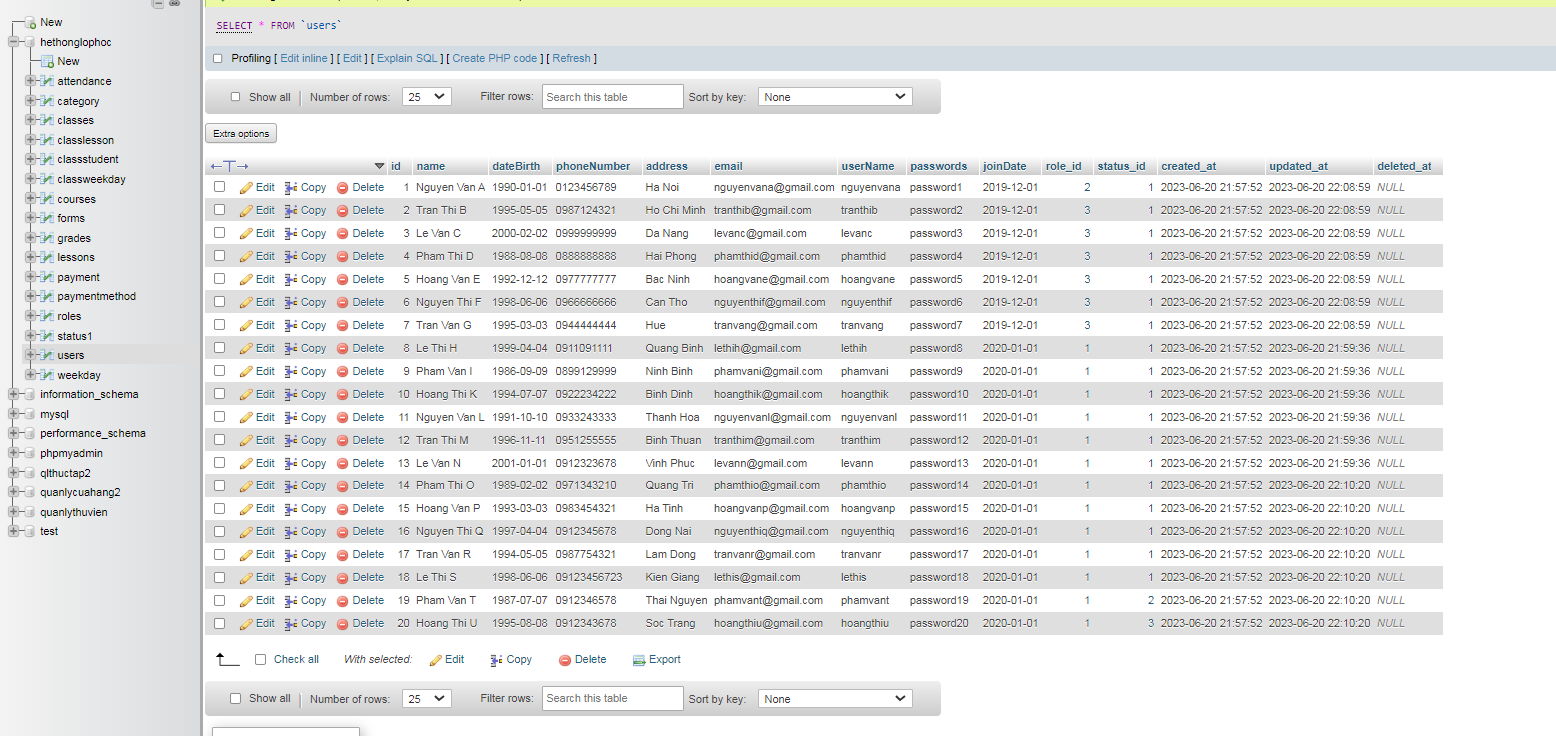 New
hethonglophoc
New
attendance
category
classes
classlesson
classstudent
classweekday
courses
forms
grades
lessons
payment
paymentmethod
roles
status1
users
weekday
information_schema
mysql
performance_schema
phpmyadmin
qlthuctap2
quanlycuahang2
quanlythuvien
test
SELECT * FROM `users`
Profiling [ Edit inline ] [ Edit ] [ Explain SQL ] [ Create PHP code ] [ Refresh ]
Show all Number of rows: 25 Filter rows: Search this table Sort by key: None
Extra options
id name dateBirth phoneNumber address email userName passwords joinDate role_id status_id created_at updated_at deleted_at
Edit Copy Delete 1 Nguyen Van A 1990-01-01 0123456789 Ha Noi nguyenvana@gmail.com nguyenvana password1 2019-12-01 2 1 2023-06-20 21:57:52 2023-06-20 22:08:59 NULL
Edit Copy Delete 2 Tran Thi B 1995-05-05 0987124321 Ho Chi Minh tranthib@gmail.com tranthib password2 2019-12-01 3 1 2023-06-20 21:57:52 2023-06-20 22:08:59 NULL
Edit Copy Delete 3 Le Van C 2000-02-02 0999999999 Da Nang levanc@gmail.com levanc password3 2019-12-01 3 1 2023-06-20 21:57:52 2023-06-20 22:08:59 NULL
Edit Copy Delete 4 Pham Thi D 1988-08-08 0888888888 Hai Phong phamthid@gmail.com phamthid password4 2019-12-01 3 1 2023-06-20 21:57:52 2023-06-20 22:08:59 NULL
Edit Copy Delete 5 Hoang Van E 1992-12-12 0977777777 Bac Ninh hoangvane@gmail.com hoangvane password5 2019-12-01 3 1 2023-06-20 21:57:52 2023-06-20 22:08:59 NULL
Edit Copy Delete 6 Nguyen Thi F 1998-06-06 0966666666 Can Tho nguyenthif@gmail.com nguyenthif password6 2019-12-01 3 1 2023-06-20 21:57:52 2023-06-20 22:08:59 NULL
Edit Copy Delete 7 Tran Van G 1995-03-03 0944444444 Hue tranvang@gmail.com tranvang password7 2019-12-01 3 1 2023-06-20 21:57:52 2023-06-20 22:08:59 NULL
Edit Copy Delete 8 Le Thi H 1999-04-04 0911091111 Quang Binh lethih@gmail.com lethih password8 2020-01-01 1 1 2023-06-20 21:57:52 2023-06-20 21:59:36 NULL
Edit Copy Delete 9 Pham Van I 1986-09-09 0899129999 Ninh Binh phamvani@gmail.com phamvani password9 2020-01-01 1 1 2023-06-20 21:57:52 2023-06-20 21:59:36 NULL
Edit Copy Delete 10 Hoang Thi K 1994-07-07 0922234222 Binh Dinh hoangthik@gmail.com hoangthik password10 2020-01-01 1 1 2023-06-20 21:57:52 2023-06-20 21:59:36 NULL
Edit Copy Delete 11 Nguyen Van L 1991-10-10 0933243333 Thanh Hoa nguyenvanl@gmail.com nguyenvanl password11 2020-01-01 1 1 2023-06-20 21:57:52 2023-06-20 21:59:36 NULL
Edit Copy Delete 12 Tran Thi M 1996-11-11 0951255555 Binh Thuan tranthim@gmail.com tranthim password12 2020-01-01 1 1 2023-06-20 21:57:52 2023-06-20 21:59:36 NULL
Edit Copy Delete 13 Le Van N 2001-01-01 0912323678 Vinh Phuc levann@gmail.com levann password13 2020-01-01 1 1 2023-06-20 21:57:52 2023-06-20 21:59:36 NULL
Edit Copy Delete 14 Pham Thi O 1989-02-02 0971343210 Quang Tri phamthio@gmail.com phamthio password14 2020-01-01 1 1 2023-06-20 21:57:52 2023-06-20 22:10:20 NULL
Edit Copy Delete 15 Hoang Van P 1993-03-03 0983454321 Ha Tinh hoangvanp@gmail.com hoangvanp password15 2020-01-01 1 1 2023-06-20 21:57:52 2023-06-20 22:10:20 NULL
Edit Copy Delete 16 Nguyen Thi Q 1997-04-04 0912345678 Dong Nai nguyenthiq@gmail.com nguyenthiq password16 2020-01-01 1 1 2023-06-20 21:57:52 2023-06-20 22:10:20 NULL
Edit Copy Delete 17 Tran Van R 1994-05-05 0987754321 Lam Dong tranvanr@gmail.com tranvanr password17 2020-01-01 1 1 2023-06-20 21:57:52 2023-06-20 22:10:20 NULL
Edit Copy Delete 18 Le Thi S 1998-06-06 09123456723 Kien Giang lethis@gmail.com lethis password18 2020-01-01 1 1 2023-06-20 21:57:52 2023-06-20 22:10:20 NULL
Edit Copy Delete 19 Pham Van T 1987-07-07 0912346578 Thai Nguyen phamvant@gmail.com phamvant password19 2020-01-01 1 2 2023-06-20 21:57:52 2023-06-20 22:10:20 NULL
Edit Copy Delete 20 Hoang Thi U 1995-08-08 0912343678 Soc Trang hoangthiu@gmail.com hoangthiu password20 2020-01-01 1 3 2023-06-20 21:57:52 2023-06-20 22:10:20 NULL
Check all With selected: Edit Copy Delete Export
Show all Number of rows: 25 Filter rows: Search this table Sort by key: None